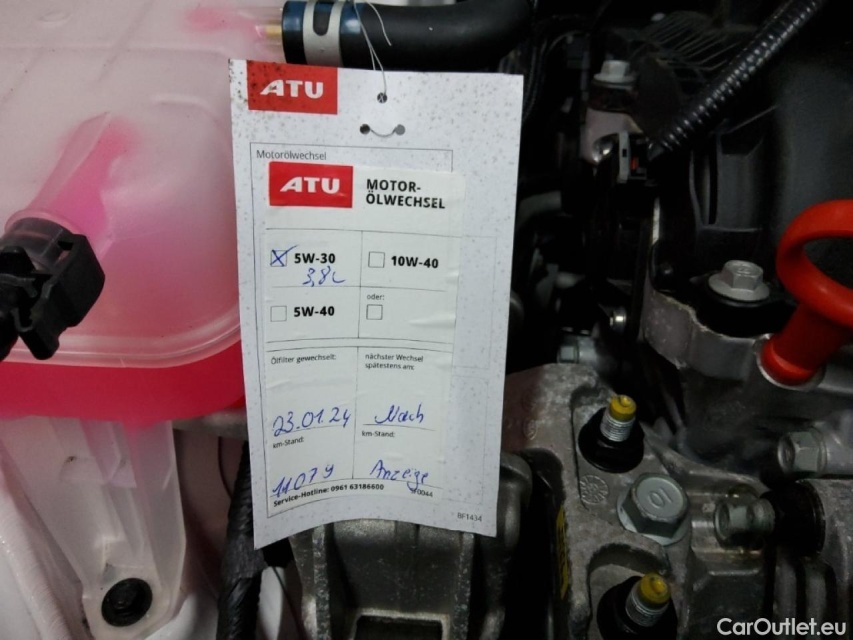 ATU
Motorölwechsel
ATU MOTOR-
ÖLWECHSEL
5W-30
3,8L
10W-40
5W-40
oder:
Ölfilter gewechselt:
nächster Wechsel
spätestens am:
23.01.24
Nach
km-Stand:
km-Stand:
11079
Anzeige
Service-Hotline: 0961 63186600
BF1434
CarOutlet.eu